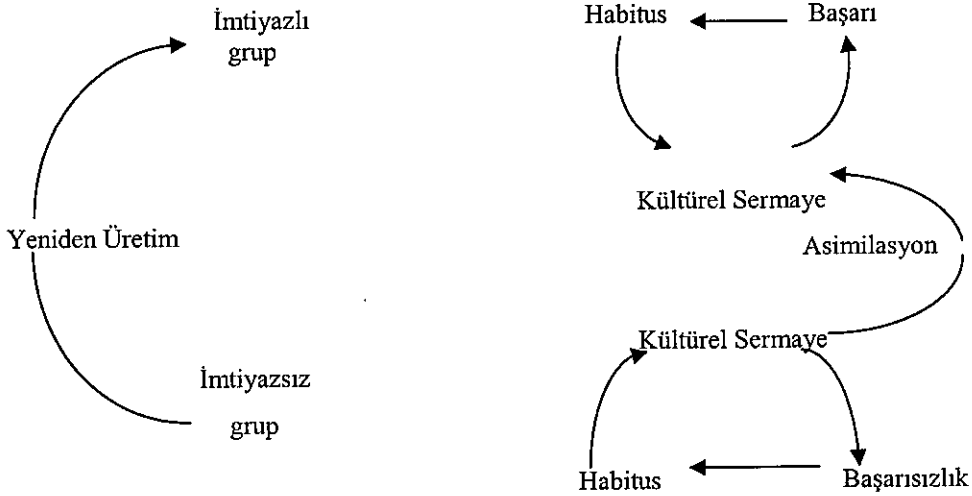 İmtiyazlı
grup
Yeniden Üretim
İmtiyazsız
grup
Habitus
Başarı
Kültürel Sermaye
Asimilasyon
Kültürel Sermaye
Habitus
Başarısızlık